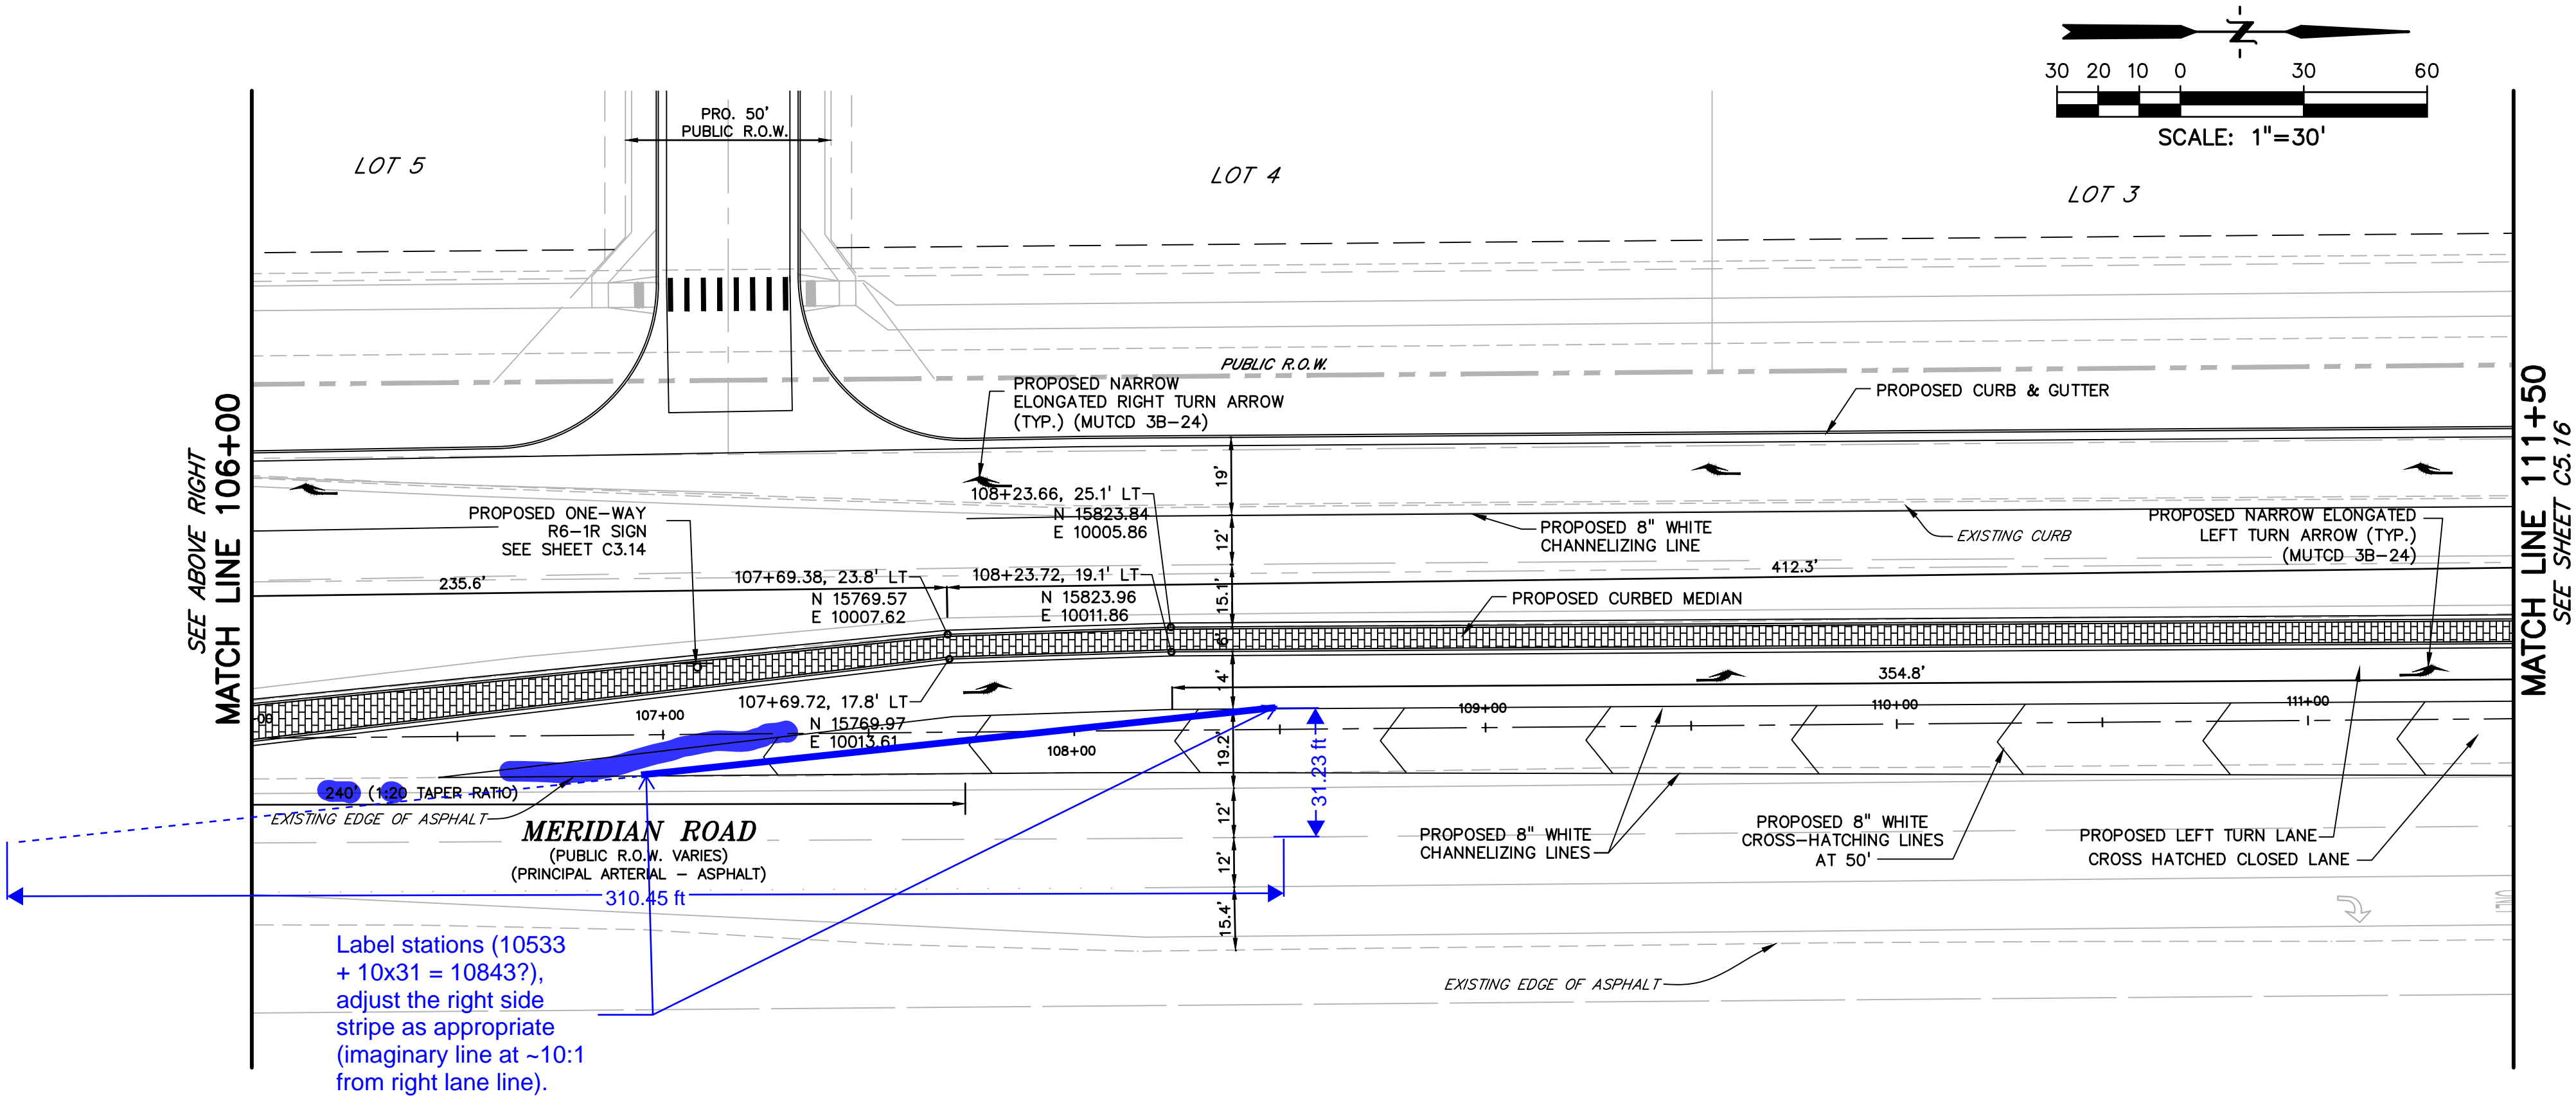 Z
30 20 10 0 30 60
SCALE: 1"=30'
PRO. 50'
PUBLIC R.O.W.
LOT 5
LOT 4
LOT 3
PUBLIC R.O.W.
PROPOSED NARROW
ELONGATED RIGHT TURN ARROW
(TYP.) (MUTCD 3B-24)
PROPOSED CURB & GUTTER
SEE ABOVE RIGHT
MATCH LINE 106+00
MATCH LINE 111+50
SEE SHEET C5.16
PROPOSED ONE-WAY
R6-1R SIGN
SEE SHEET C3.14
108+23.66, 25.1' LT
N 15823.84
E 10005.86
PROPOSED 8" WHITE
CHANNELIZING LINE
EXISTING CURB
PROPOSED NARROW ELONGATED
LEFT TURN ARROW (TYP.)
(MUTCD 3B-24)
235.6'
107+69.38, 23.8' LT
N 15769.57
E 10007.62
108+23.72, 19.1' LT
N 15823.96
E 10011.86
412.3'
PROPOSED CURBED MEDIAN
19'
12'
15.1'
6'
14'
19.2'
12'
12'
15.4'
354.8'
107+69.72, 17.8' LT
N 15769.97
E 10013.61
107+00
108+00
109+00
110+00
111+00
31.23 ft
240' (1:20 TAPER RATIO)
EXISTING EDGE OF ASPHALT
MERIDIAN ROAD
(PUBLIC R.O.W. VARIES)
(PRINCIPAL ARTERIAL - ASPHALT)
310.45 ft
PROPOSED 8" WHITE
CHANNELIZING LINES
PROPOSED 8" WHITE
CROSS-HATCHING LINES
AT 50'
PROPOSED LEFT TURN LANE
CROSS HATCHED CLOSED LANE
Label stations (10533
+ 10x31 = 10843?),
adjust the right side
stripe as appropriate
(imaginary line at ~10:1
from right lane line).
EXISTING EDGE OF ASPHALT